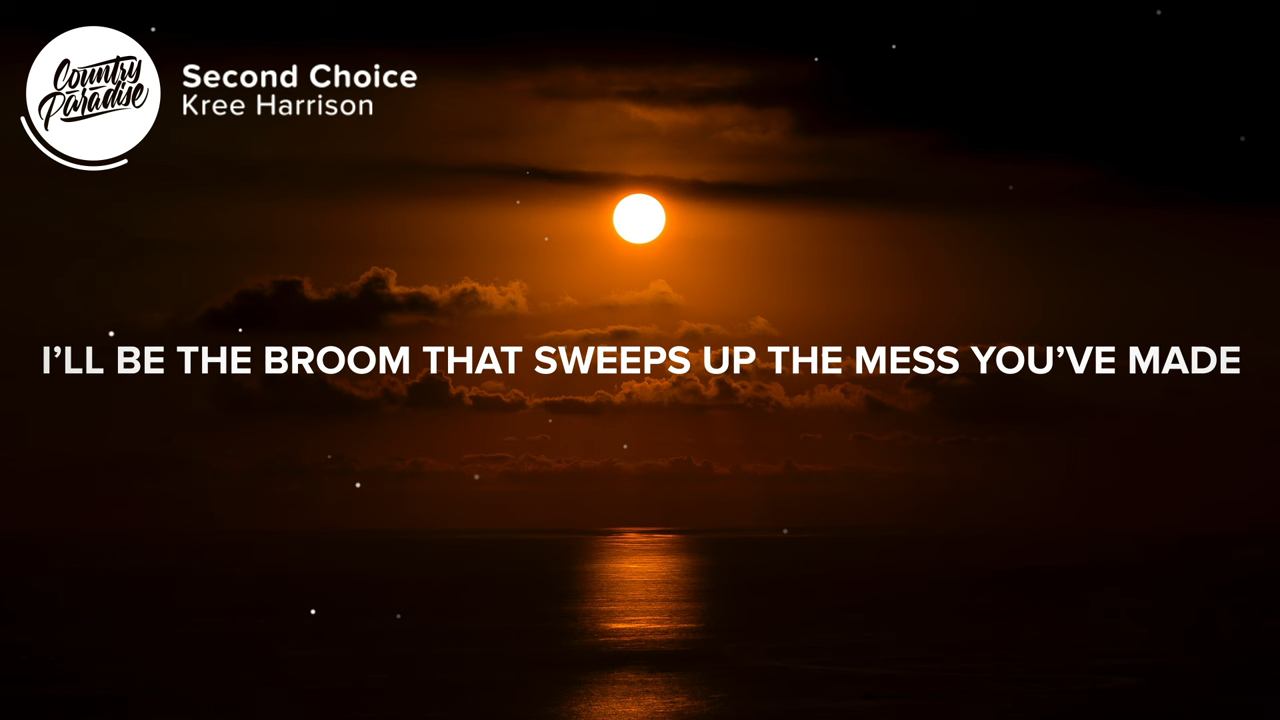 Country
Paradise
Second Choice
Kree Harrison
I’LL BE THE BROOM THAT SWEEPS UP THE MESS YOU’VE MADE